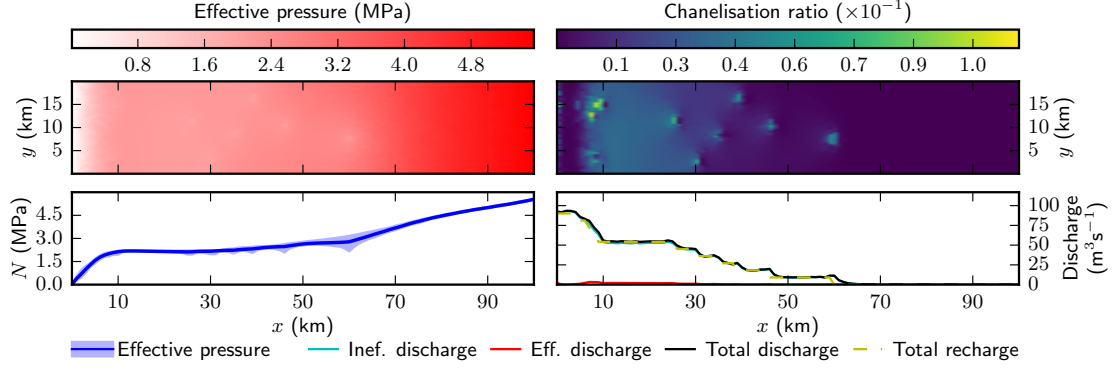 Effective pressure (MPa)
Chanelisation ratio (×10⁻¹)
0.8 1.6 2.4 3.2 4.0 4.8
0.1 0.3 0.4 0.6 0.7 0.9 1.0
y (km)
15
10
5
15
10
5
y (km)
N (MPa)
4.5
3.0
1.5
0.0
100
75
50
25
0
Discharge
(m³s⁻¹)
10 30 50 70 90
10 30 50 70 90
x (km)
x (km)
Effective pressure Inef. discharge Eff. discharge Total discharge Total recharge